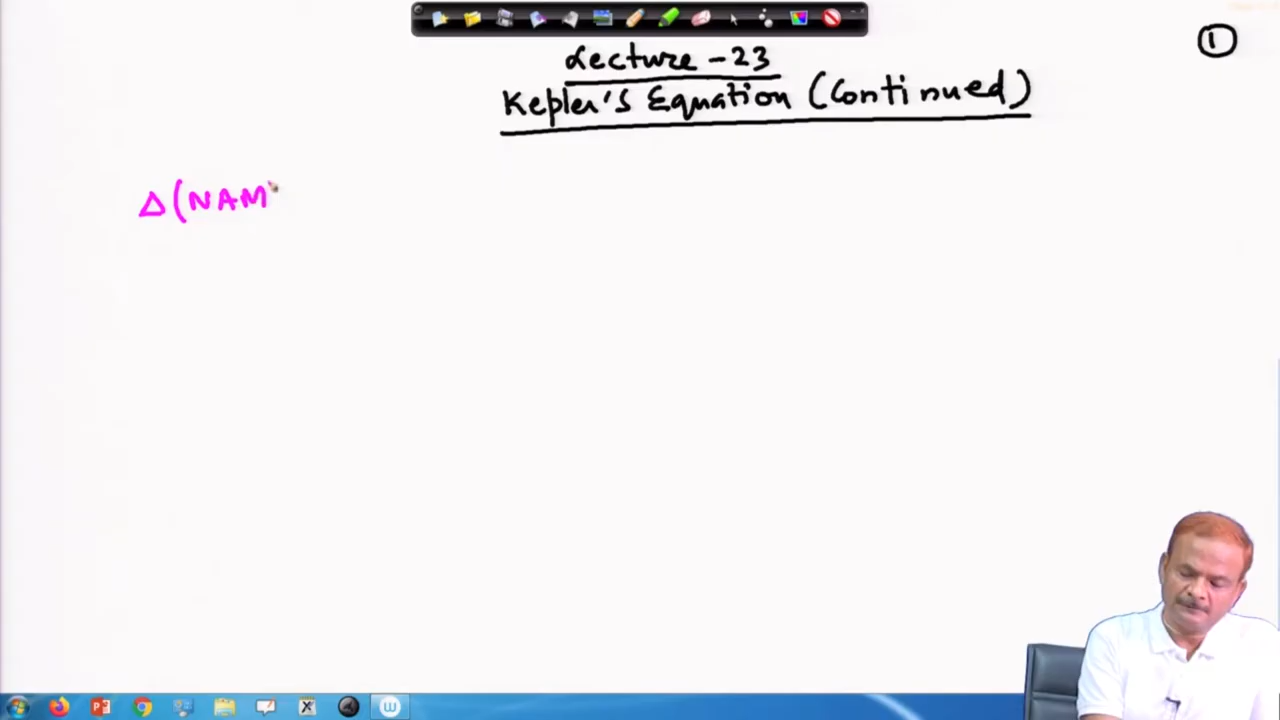 ①
Lecture - 23
Kepler's Equation (Continued)
Δ(NAM